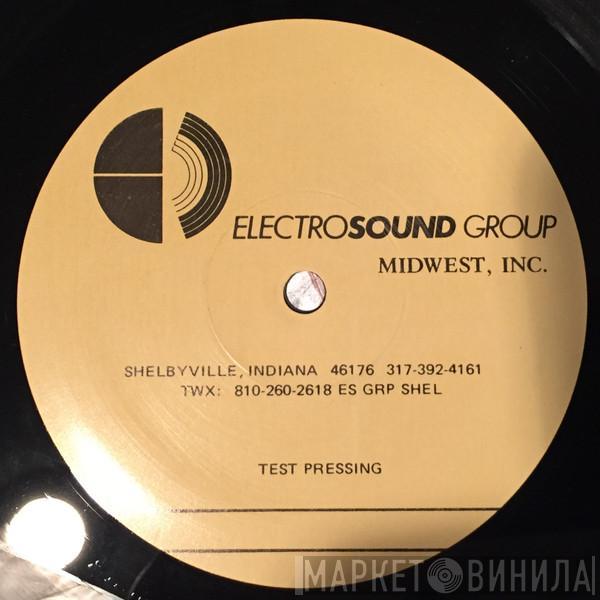 ELECTROSOUND GROUP
MIDWEST, INC.
SHELBYVILLE, INDIANA 46176 317-392-4161
TWX: 810-260-2618 ES GRP SHEL
TEST PRESSING
МАРКЕТ ВИНИЛА